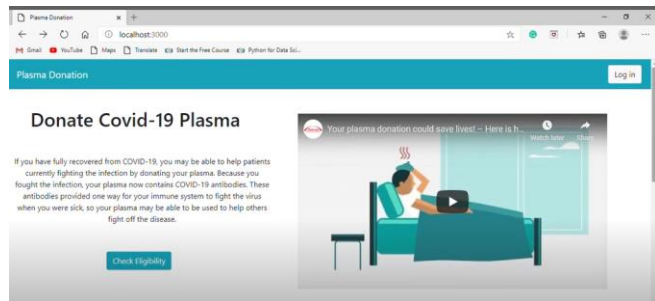 Plasma Donation
localhost:3000
Gmail YouTube Maps Translate Start the Free Course Python for Data Sci...
Plasma Donation Log in
Donate Covid-19 Plasma
If you have fully recovered from COVID-19, you may be able to help patients
currently fighting the infection by donating your plasma. Because you
fought the infection, your plasma now contains COVID-19 antibodies. These
antibodies provided one way for your immune system to fight the virus
when you were sick, so your plasma may be able to be used to help others
fight off the disease.
Check Eligibility
Your plasma donation could save lives! – Here is h...
Watch later Share